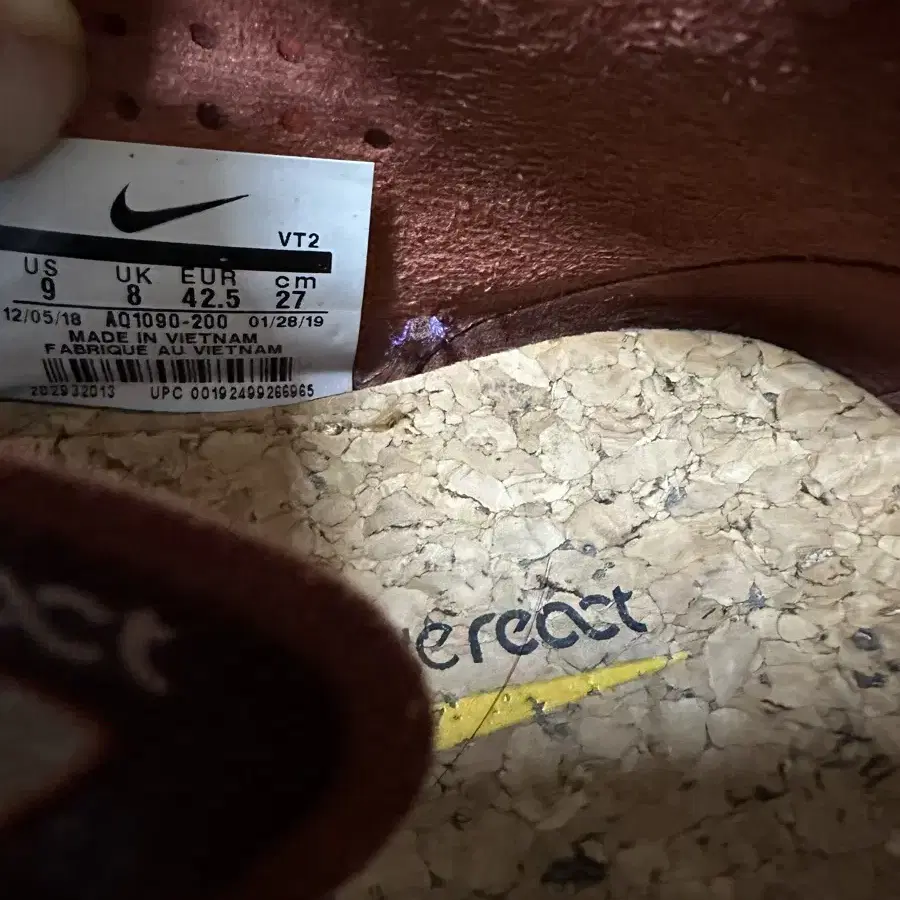 VT2
US UK EUR cm
9 8 42.5 27
12/05/18 AQ1090-200 01/28/19
MADE IN VIETNAM
FABRIQUE AU VIETNAM
202932013 UPC 00192499266965
react